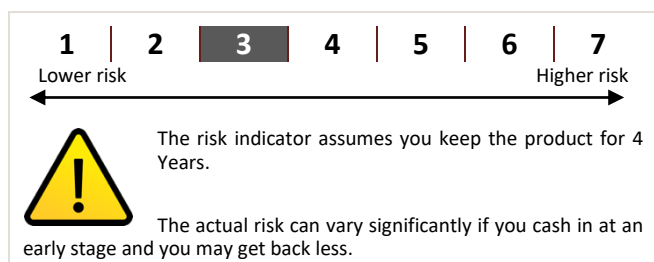 1 2 3 4 5 6 7
Lower risk Higher risk
The risk indicator assumes you keep the product for 4
Years.
The actual risk can vary significantly if you cash in at an
early stage and you may get back less.